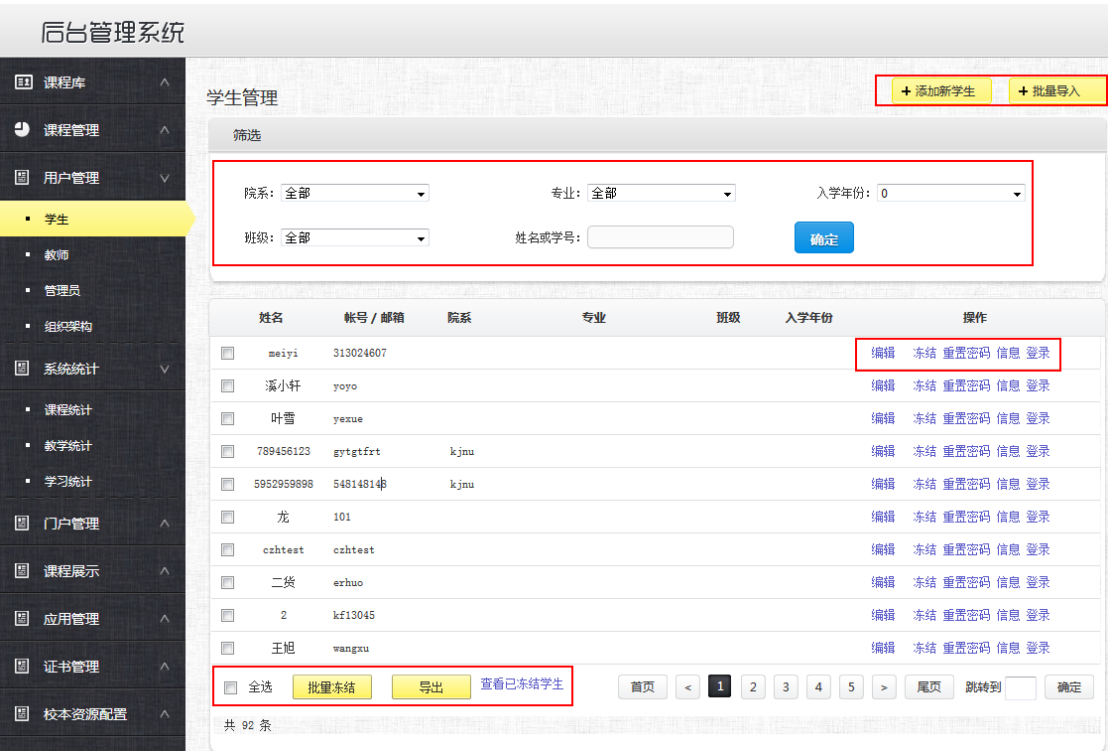 后台管理系统
课程库
课程管理
用户管理
学生
教师
管理员
组织架构
系统统计
课程统计
教学统计
学习统计
门户管理
课程展示
应用管理
证书管理
校本资源配置
学生管理
+ 添加新学生 + 批量导入
筛选
院系: 全部 专业: 全部 入学年份: 0
班级: 全部 姓名或学号: 确定
姓名 帐号 / 邮箱 院系 专业 班级 入学年份 操作
meiyi 313024607 编辑 冻结 重置密码 信息 登录
溪小轩 yoyo 编辑 冻结 重置密码 信息 登录
叶雪 yexue 编辑 冻结 重置密码 信息 登录
789456123 gytgtfrt kjnu 编辑 冻结 重置密码 信息 登录
5952959898 548148148 kjnu 编辑 冻结 重置密码 信息 登录
龙 101 编辑 冻结 重置密码 信息 登录
czhtest czhtest 编辑 冻结 重置密码 信息 登录
二货 erhuo 编辑 冻结 重置密码 信息 登录
2 kf13045 编辑 冻结 重置密码 信息 登录
王旭 wangxu 编辑 冻结 重置密码 信息 登录
全选 批量冻结 导出 查看已冻结学生 首页 < 1 2 3 4 5 > 尾页 跳转到 确定
共 92 条